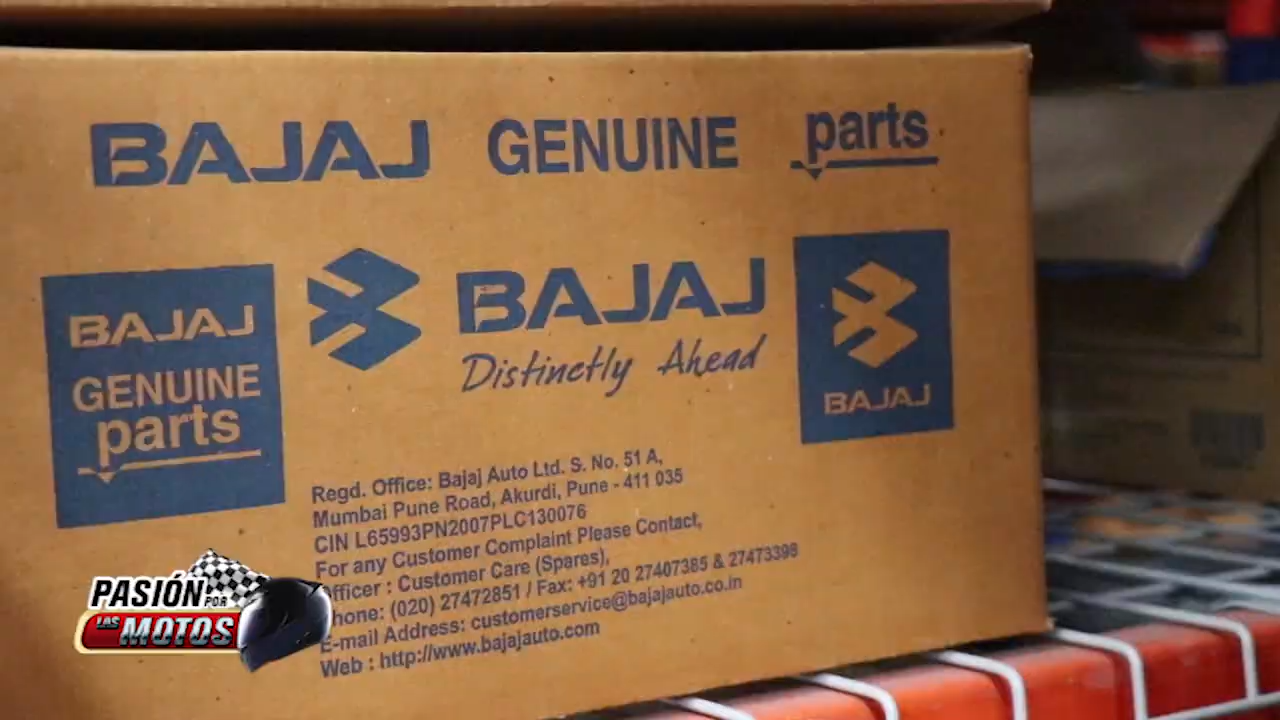 BAJAJ GENUINE parts
BAJAJ
GENUINE
parts
BAJAJ
Distinctly Ahead
BAJAJ
Regd. Office: Bajaj Auto Ltd. S. No. 51 A,
Mumbai Pune Road, Akurdi, Pune - 411 035
CIN L65993PN2007PLC130076
For any Customer Complaint Please Contact,
Officer : Customer Care (Spares),
Phone: (020) 27472851 / Fax: +91 20 27407385 & 27473398
E-mail Address: customerservice@bajajauto.co.in
Web : http://www.bajajauto.com
PASIÓN POR
LAS MOTOS